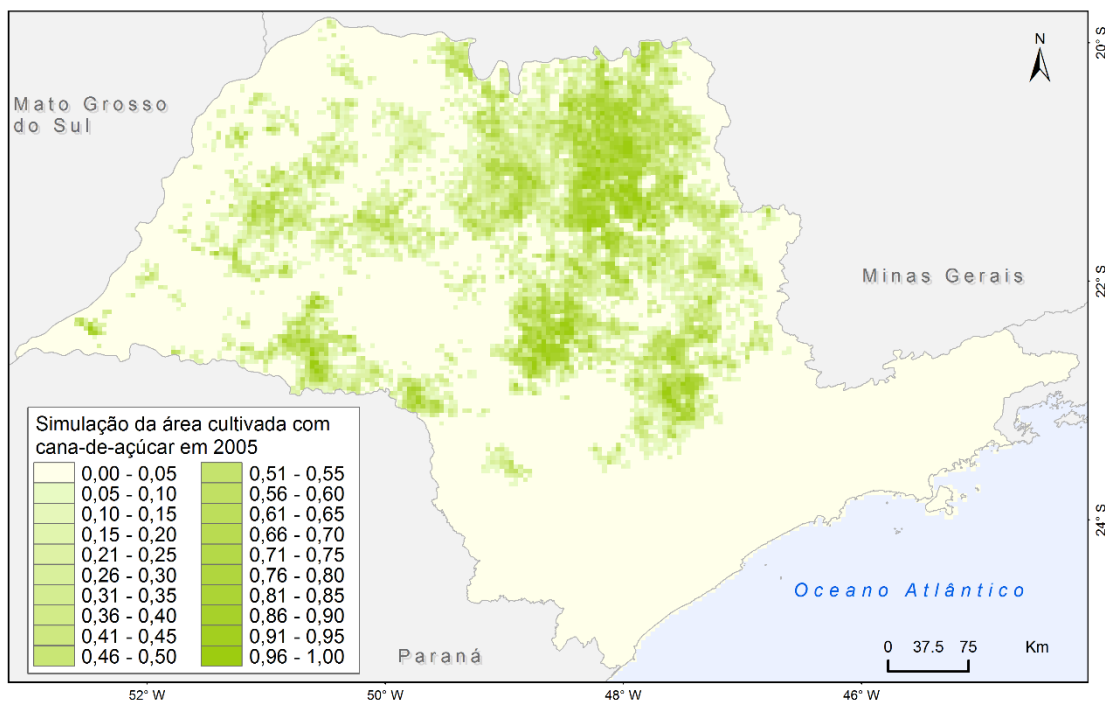 20° S
N
Mato Grosso
do Sul
Minas Gerais
22° S
Simulação da área cultivada com
cana-de-açúcar em 2005
0,00 - 0,05 0,51 - 0,55
0,05 - 0,10 0,56 - 0,60
0,10 - 0,15 0,61 - 0,65
0,15 - 0,20 0,66 - 0,70
0,21 - 0,25 0,71 - 0,75
0,26 - 0,30 0,76 - 0,80
0,31 - 0,35 0,81 - 0,85
0,36 - 0,40 0,86 - 0,90
0,41 - 0,45 0,91 - 0,95
0,46 - 0,50 0,96 - 1,00
24° S
Oceano Atlântico
Paraná
0 37.5 75 Km
52° W 50° W 48° W 46° W